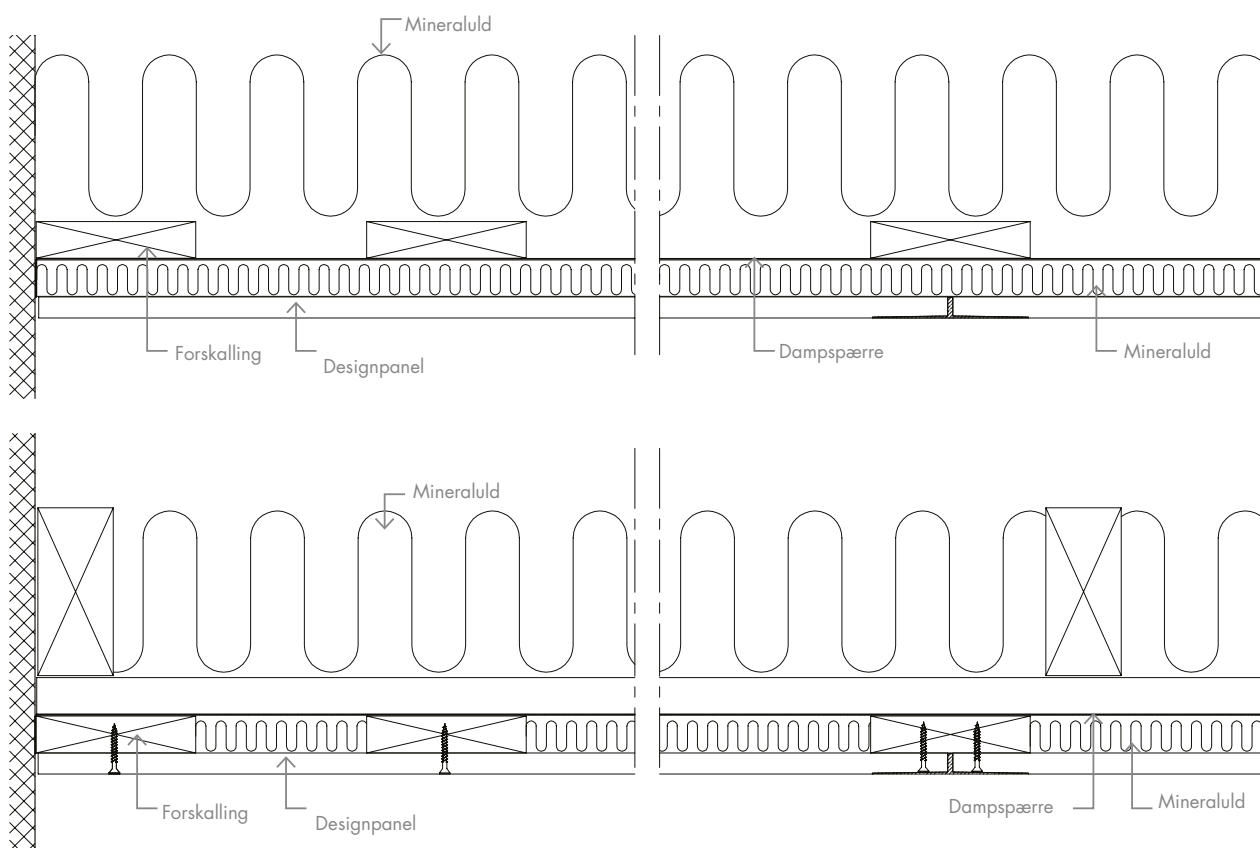 Mineraluld
Forskalling
Designpanel
Dampspærre
Mineraluld
Mineraluld
Forskalling
Designpanel
Dampspærre
Mineraluld